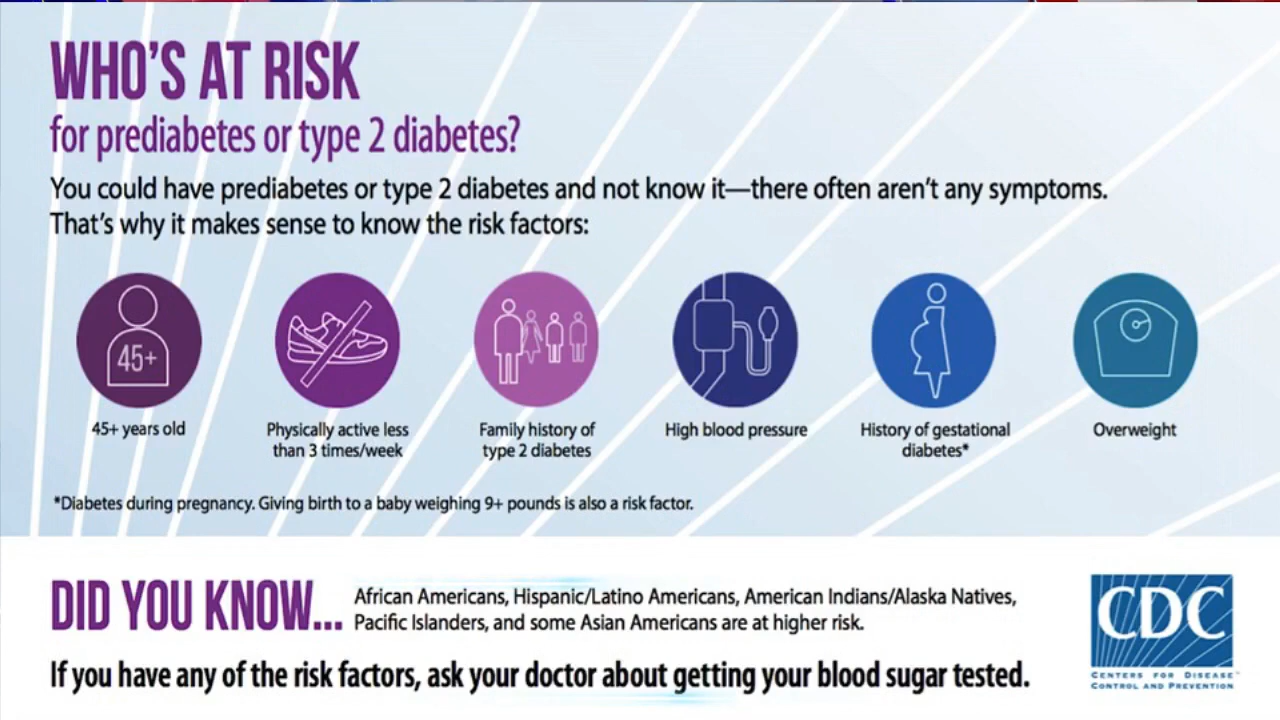 WHO'S AT RISK
for prediabetes or type 2 diabetes?
You could have prediabetes or type 2 diabetes and not know it—there often aren't any symptoms.
That's why it makes sense to know the risk factors:
45+
45+ years old
Physically active less
than 3 times/week
Family history of
type 2 diabetes
High blood pressure
History of gestational
diabetes*
Overweight
*Diabetes during pregnancy. Giving birth to a baby weighing 9+ pounds is also a risk factor.
DID YOU KNOW...
African Americans, Hispanic/Latino Americans, American Indians/Alaska Natives,
Pacific Islanders, and some Asian Americans are at higher risk.
If you have any of the risk factors, ask your doctor about getting your blood sugar tested.
CDC
CENTERS FOR DISEASE™
CONTROL AND PREVENTION